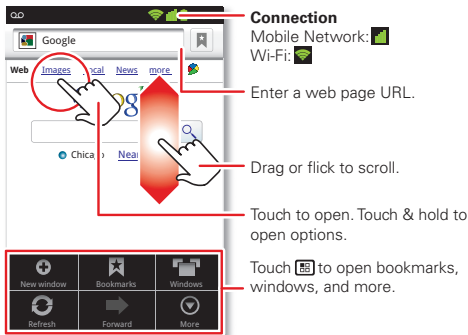 Google
Web Images Local News more
Chicago
New window Bookmarks Windows
Refresh Forward More
Connection
Mobile Network:
Wi-Fi:
Enter a web page URL.
Drag or flick to scroll.
Touch to open. Touch & hold to
open options.
Touch to open bookmarks,
windows, and more.